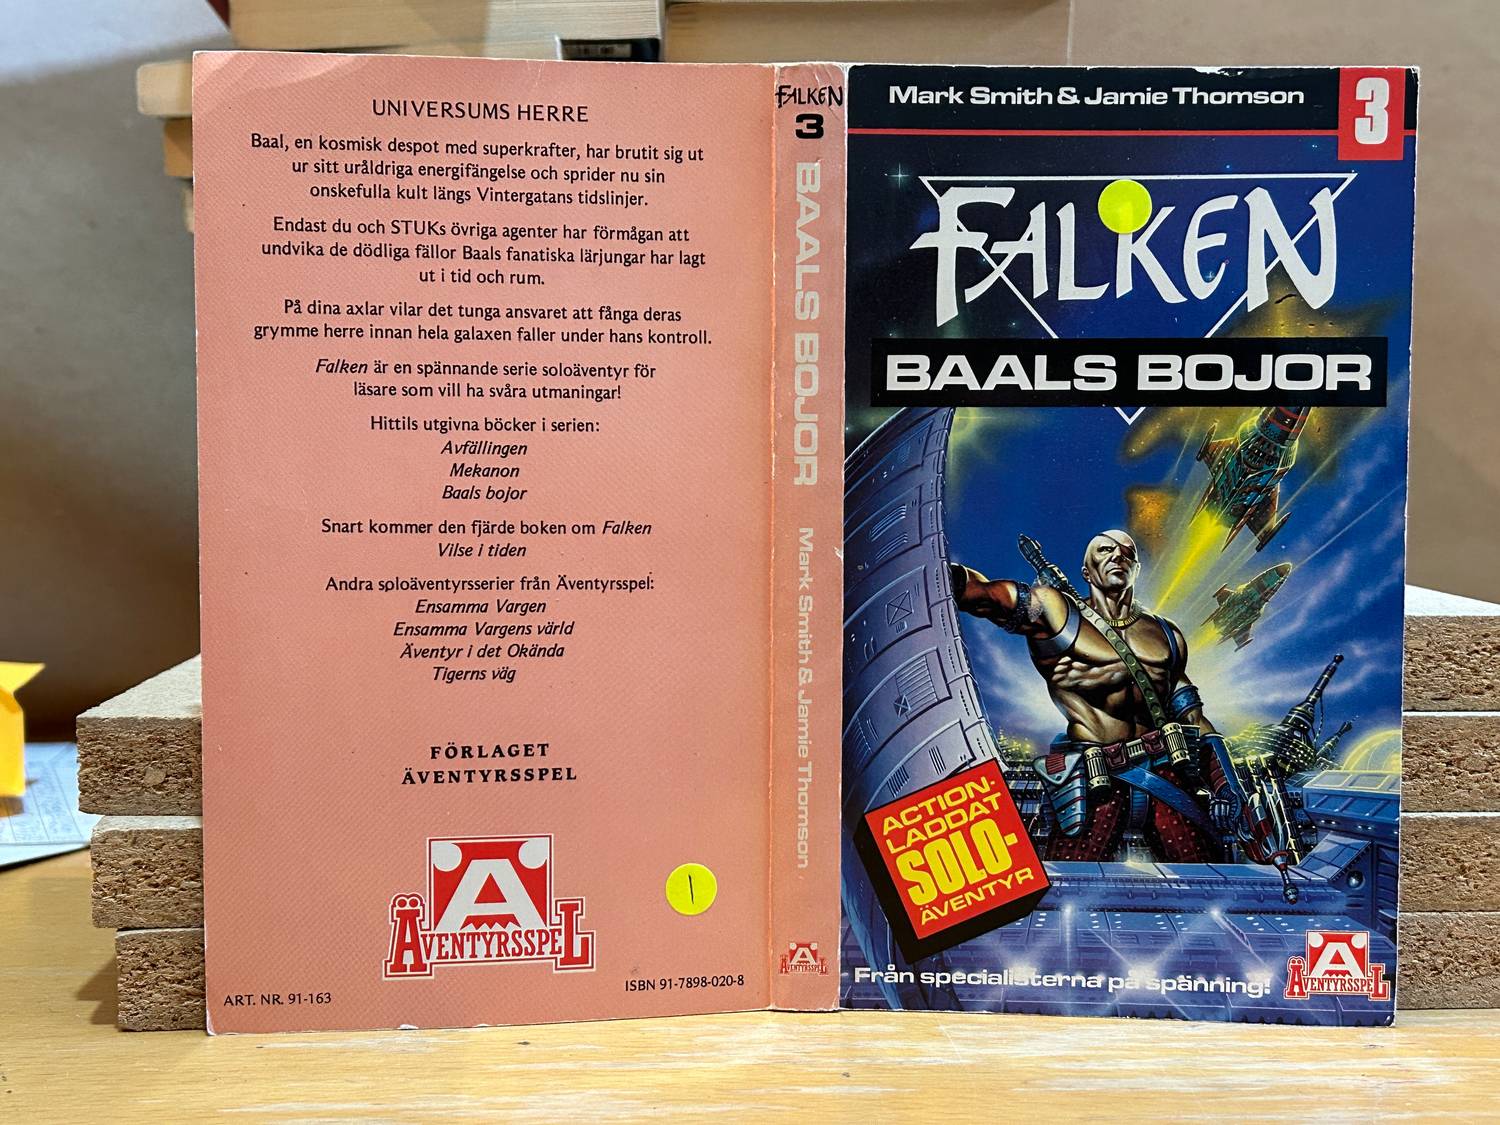 UNIVERSUMS HERRE
Baal, en kosmisk despot med superkrafter, har brutit sig ut
ur sitt uråldriga energifängelse och sprider nu sin
onskefulla kult längs Vintergatans tidslinjer.
Endast du och STUKs övriga agenter har förmågan att
undvika de dödliga fällor Baals fanatiska lärjungar har lagt
ut i tid och rum.
På dina axlar vilar det tunga ansvaret att fånga deras
grymme herre innan hela galaxen faller under hans kontroll.
Falken är en spännande serie soloäventyr för
läsare som vill ha svåra utmaningar!
Hittils utgivna böcker i serien:
Avfällingen
Mekanon
Baals bojor
Snart kommer den fjärde boken om Falken
Vilse i tiden
Andra soloäventyrsserier från Äventyrsspel:
Ensamma Vargen
Ensamma Vargens värld
Äventyr i det Okända
Tigerns väg
FÖRLAGET
ÄVENTYRSSPEL
Ä
ÄVENTYRSSPEL
1
ART. NR. 91-163
ISBN 91-7898-020-8
FALKEN
3
BAALS BOJOR
Mark Smith & Jamie Thomson
Ä
ÄVENTYRSSPEL
Mark Smith & Jamie Thomson
3
FALKEN
BAALS BOJOR
ACTION-
LADDAT
SOLO-
ÄVENTYR
Från specialisterna på spänning!
Ä
ÄVENTYRSSPEL